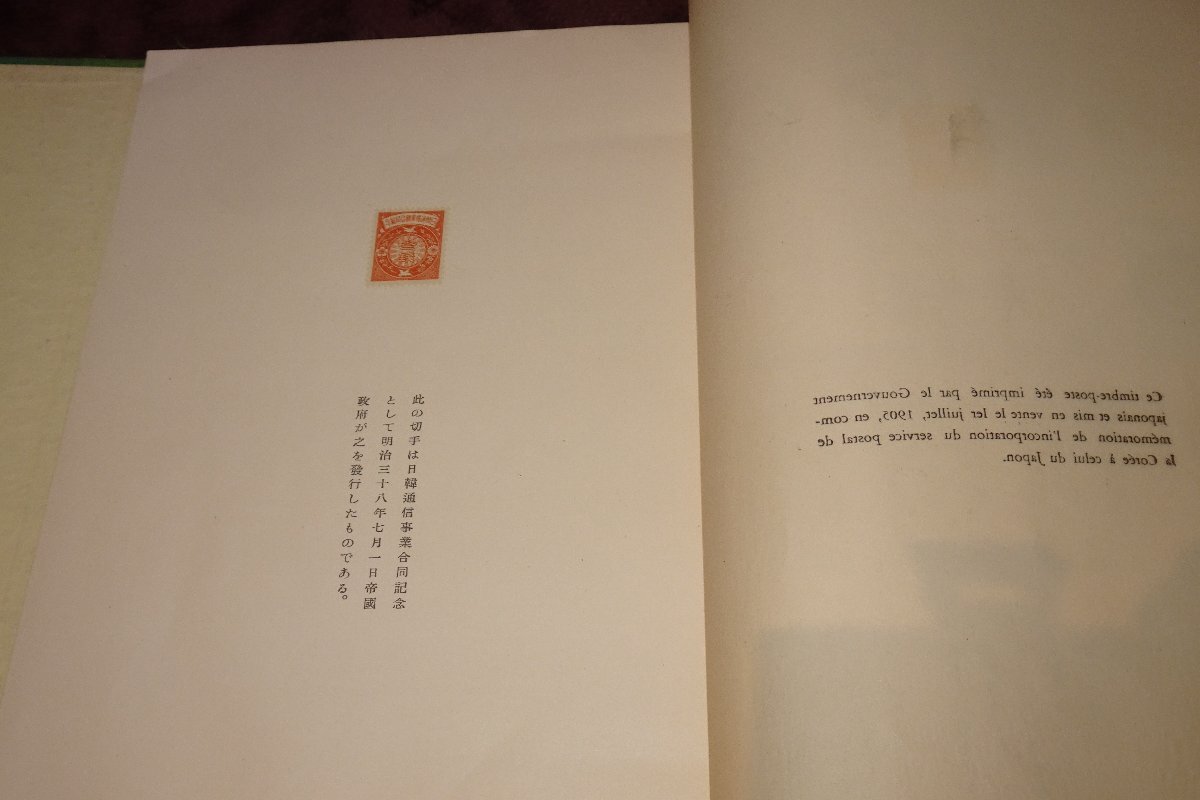 此の切手は日韓通信事業合同記念
として明治三十八年七月一日帝國
政府が之を發行したものである。
Ce timbre-poste été imprimé par le Gouvernement
japonais et mis en vente le 1er juillet, 1905, en com-
mémoration de l'incorporation du service postal de
la Corée à celui du Japon.